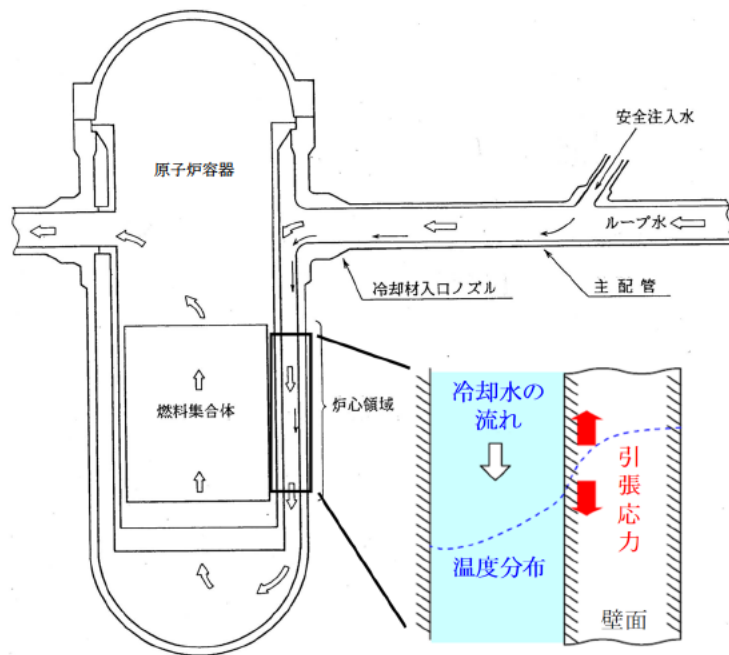 安全注入水
原子炉容器
ループ水
冷却材入口ノズル
主配管
燃料集合体
炉心領域
冷却水の
流れ
引張応力
温度分布
壁面